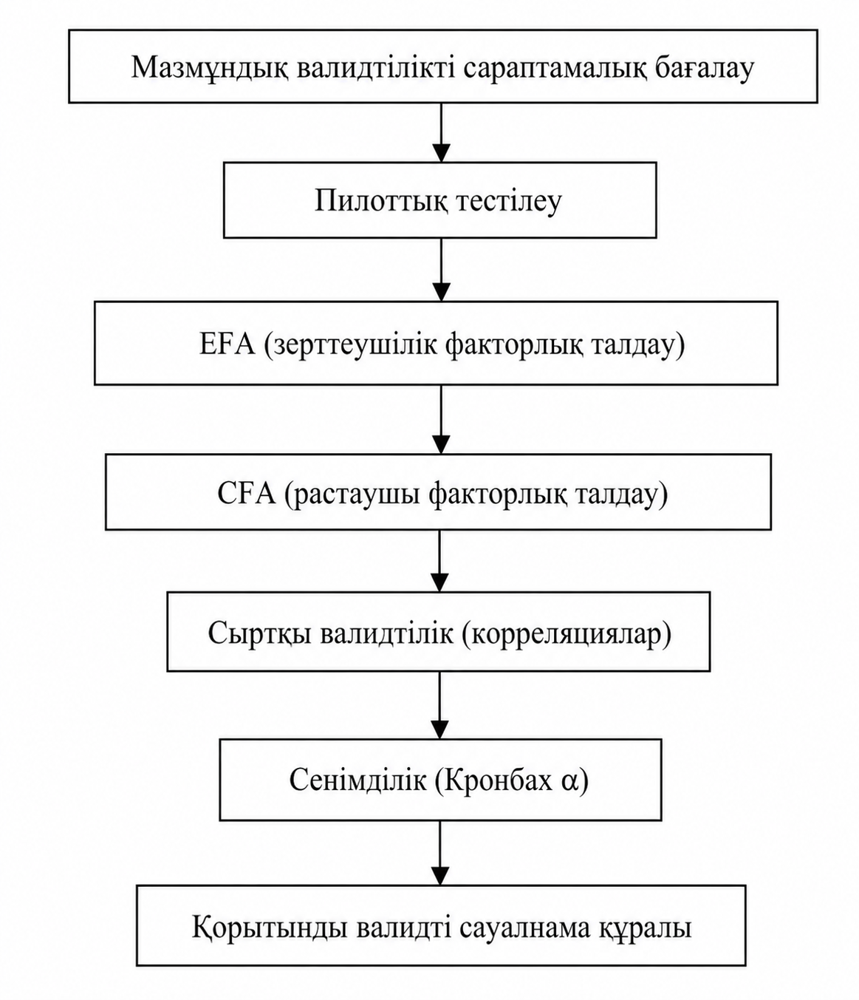 Мазмұндық валидтілікті сараптамалық бағалау
Пилоттық тестілеу
EFA (зерттеушілік факторлық талдау)
CFA (растаушы факторлық талдау)
Сыртқы валидтілік (корреляциялар)
Сенімділік (Кронбах α)
Қорытынды валидті сауалнама құралы